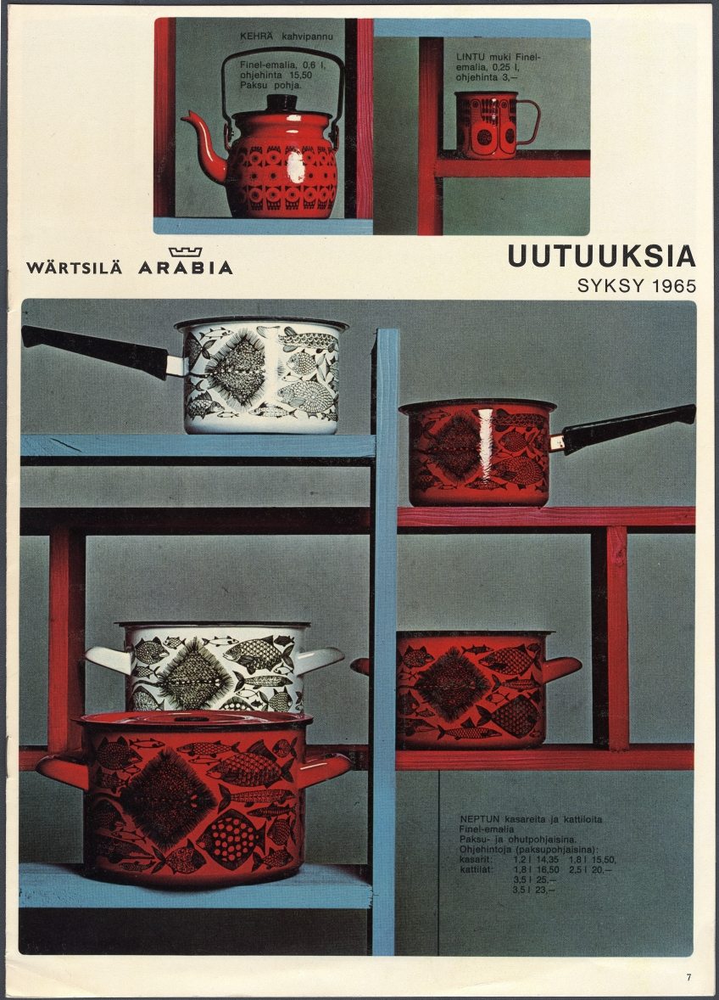 KEHRÄ kahvipannu
Finel-emalia, 0,6 l,
ohjehinta 15,50
Paksu pohja.
LINTU muki Finel-
emalia, 0,25 l,
ohjehinta 3,—
WÄRTSILÄ ARABIA
UUTUUKSIA
SYKSY 1965
NEPTUN kasareita ja kattiloita
Finel-emalia
Paksu- ja ohutpohjaisina.
Ohjehintoja (paksupohjaisina):
kasarit: 1,2 l 14,35 1,8 l 15,50,
kattilat: 1,8 l 16,50 2,5 l 20,—
3,5 l 25,—
3,5 l 23,—
7